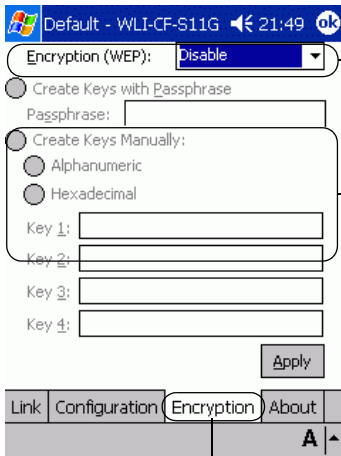 Default - WLI-CF-S11G 21:49 ok
Encryption (WEP): Disable
Create Keys with Passphrase
Passphrase:
Create Keys Manually:
Alphanumeric
Hexadecimal
Key 1:
Key 2:
Key 3:
Key 4:
Apply
Link Configuration Encryption About
A